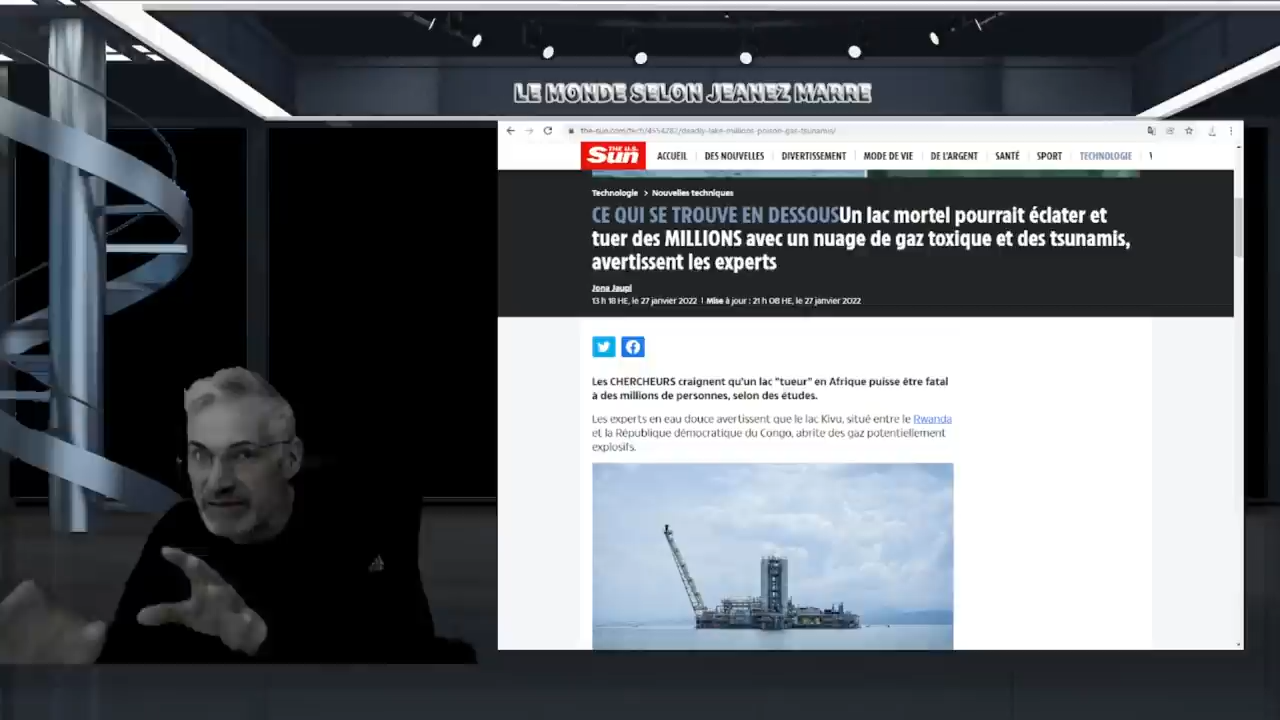 LE MONDE SELON JEANEZ MARRE
the-sun.com/tech/4554282/deadly-lake-millions-poison-gas-tsunamis/
THE U.S. Sun
ACCUEIL DES NOUVELLES DIVERTISSEMENT MODE DE VIE DE L'ARGENT SANTÉ SPORT TECHNOLOGIE
Technologie > Nouvelles techniques
CE QUI SE TROUVE EN DESSOUSUn lac mortel pourrait éclater et
tuer des MILLIONS avec un nuage de gaz toxique et des tsunamis,
avertissent les experts
Jona Jaupi
13 h 18 HE, le 27 janvier 2022 | Mise à jour : 21 h 08 HE, le 27 janvier 2022
Les CHERCHEURS craignent qu'un lac "tueur" en Afrique puisse être fatal
à des millions de personnes, selon des études.
Les experts en eau douce avertissent que le lac Kivu, situé entre le Rwanda
et la République démocratique du Congo, abrite des gaz potentiellement
explosifs.